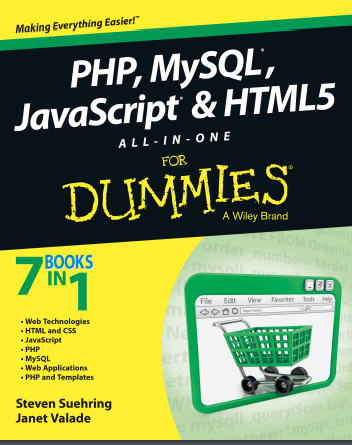 Making Everything Easier!™
PHP, MySQL®,
JavaScript® & HTML5
ALL-IN-ONE
FOR
DUMMIES®
A Wiley Brand
7 BOOKS
IN 1
• Web Technologies
• HTML and CSS
• JavaScript
• PHP
• MySQL
• Web Applications
• PHP and Templates
Steven Suehring
Janet Valade
File Edit View Favorites Tools Help